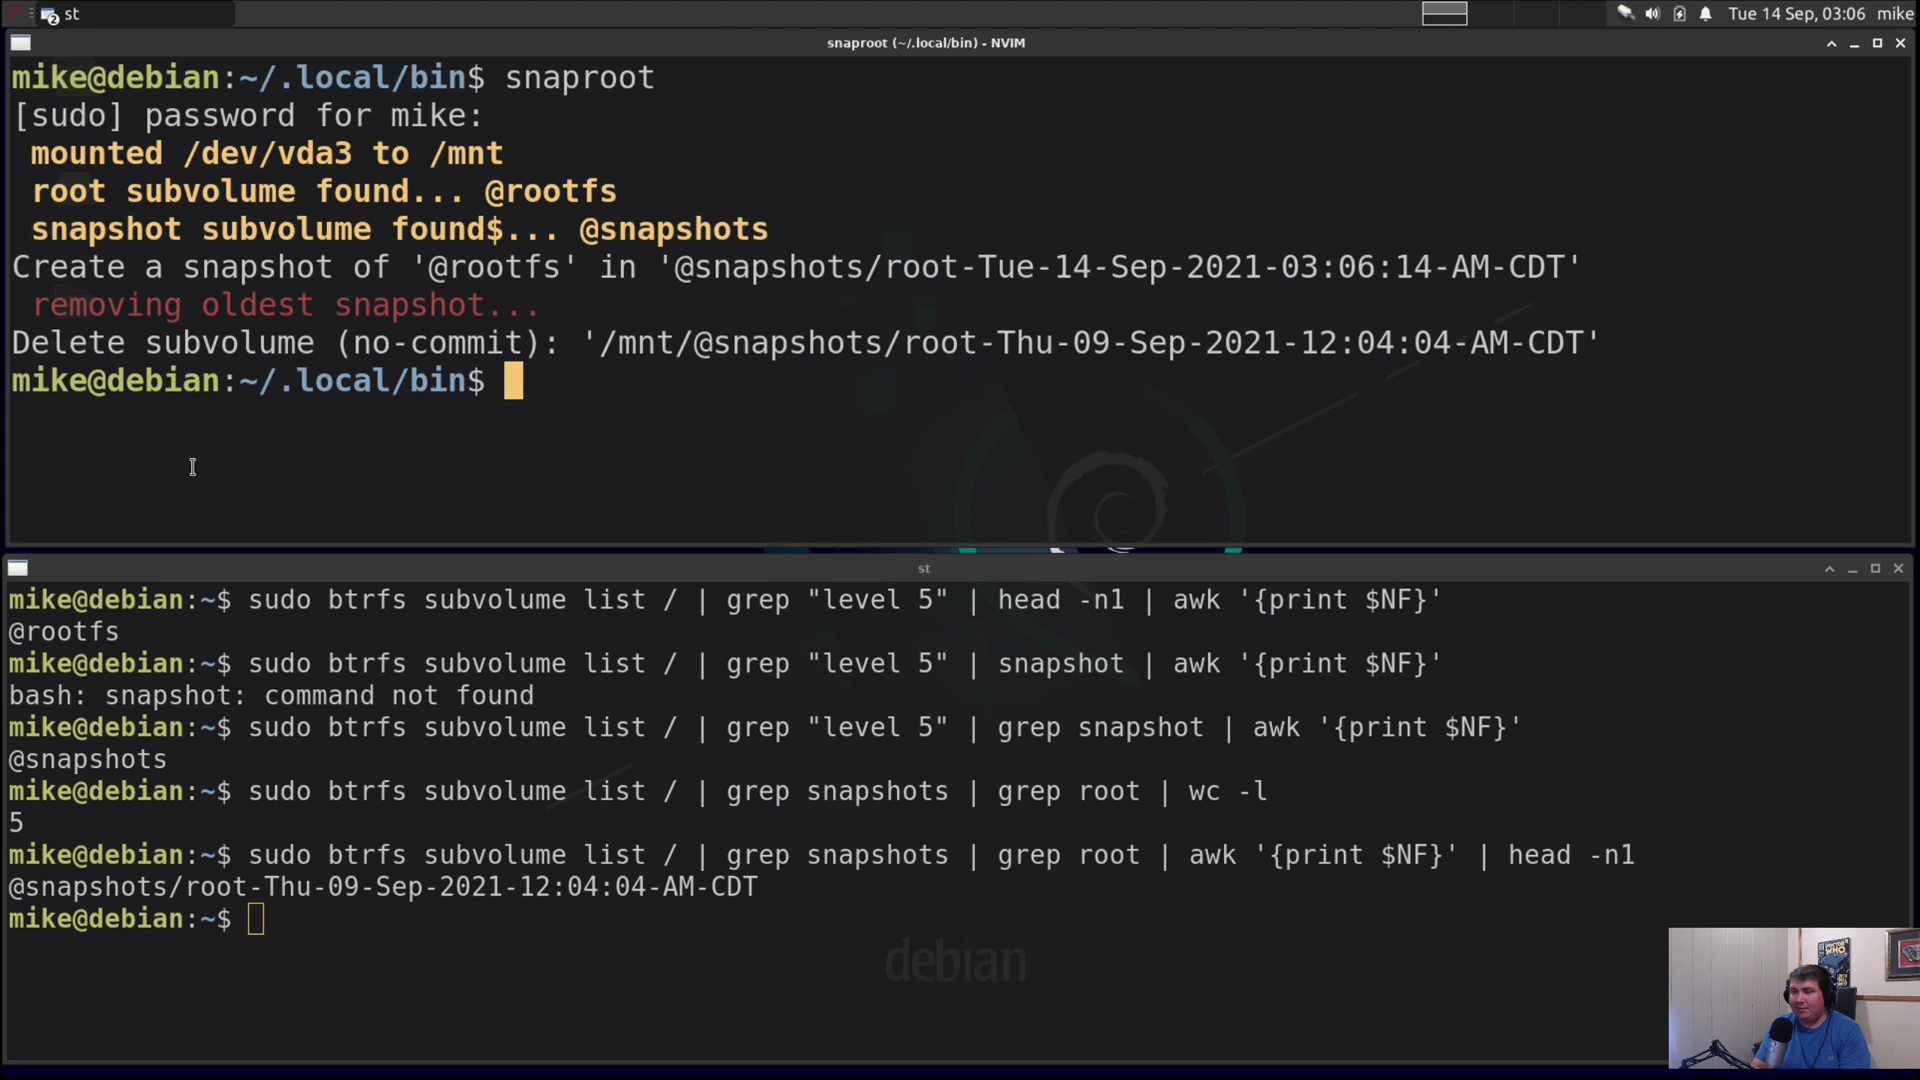 st
Tue 14 Sep, 03:06 mike
snaproot (~/.local/bin) - NVIM
mike@debian:~/.local/bin$ snaproot
[sudo] password for mike:
mounted /dev/vda3 to /mnt
root subvolume found... @rootfs
snapshot subvolume found$... @snapshots
Create a snapshot of '@rootfs' in '@snapshots/root-Tue-14-Sep-2021-03:06:14-AM-CDT'
removing oldest snapshot...
Delete subvolume (no-commit): '/mnt/@snapshots/root-Thu-09-Sep-2021-12:04:04-AM-CDT'
mike@debian:~/.local/bin$
st
mike@debian:~$ sudo btrfs subvolume list / | grep "level 5" | head -n1 | awk '{print $NF}'
@rootfs
mike@debian:~$ sudo btrfs subvolume list / | grep "level 5" | snapshot | awk '{print $NF}'
bash: snapshot: command not found
mike@debian:~$ sudo btrfs subvolume list / | grep "level 5" | grep snapshot | awk '{print $NF}'
@snapshots
mike@debian:~$ sudo btrfs subvolume list / | grep snapshots | grep root | wc -l
5
mike@debian:~$ sudo btrfs subvolume list / | grep snapshots | grep root | awk '{print $NF}' | head -n1
@snapshots/root-Thu-09-Sep-2021-12:04:04-AM-CDT
mike@debian:~$
debian
DOCTOR
WHO